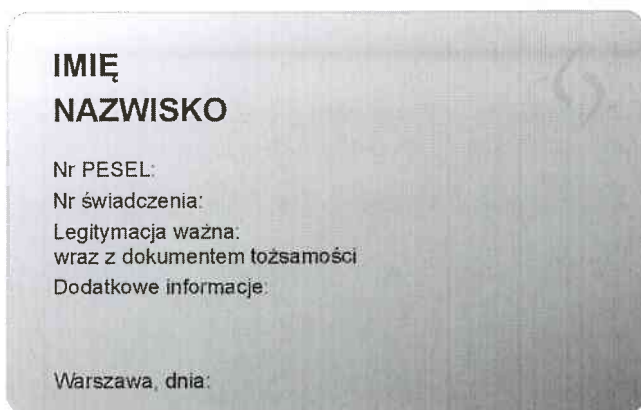 IMIĘ
NAZWISKO
Nr PESEL:
Nr świadczenia:
Legitymacja ważna:
wraz z dokumentem tożsamości
Dodatkowe informacje:
Warszawa, dnia: